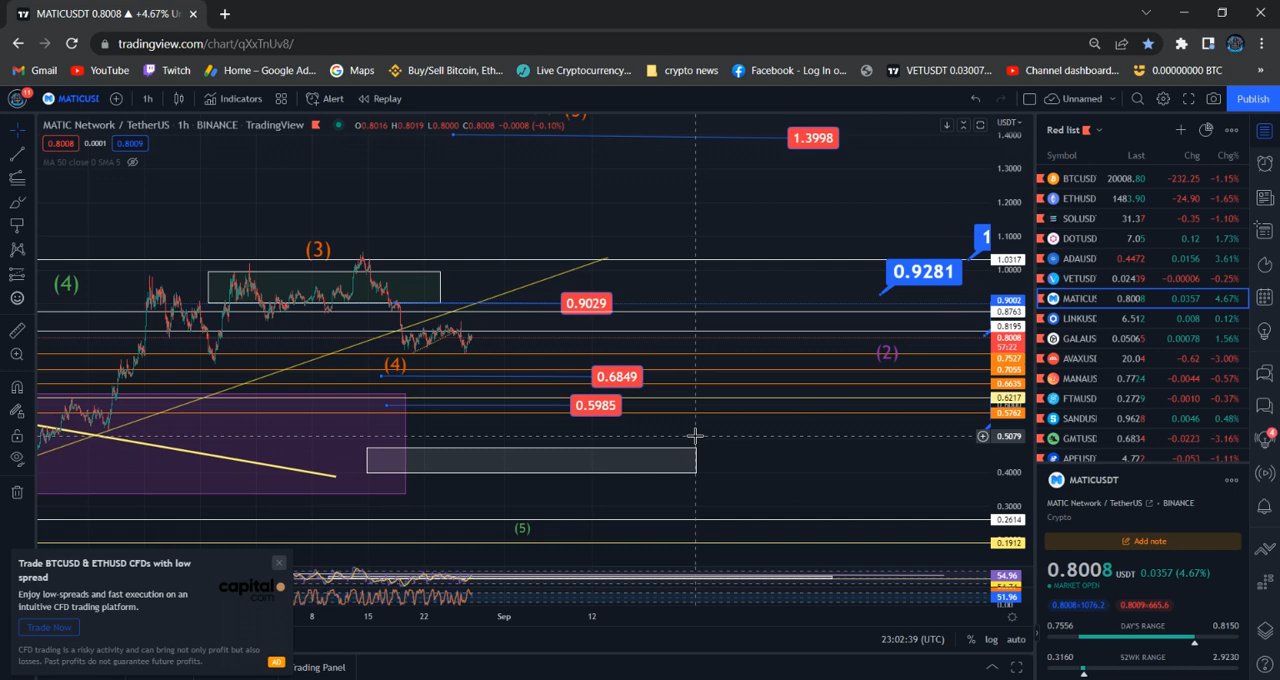 MATICUSDT 0.8008 ▲ +4.67% Un
tradingview.com/chart/qXxTnUv8/
Gmail YouTube Twitch Home – Google Ad... Maps Buy/Sell Bitcoin, Et... Live Cryptocurrency... crypto news Facebook - Log In o... VETUSDT 0.03007... Channel dashboar... 0.00000000 BTC »
11 MATICUSI 1h Indicators Alert Replay Unnamed Publish
MATIC Network / TetherUS · 1h · BINANCE · TradingView O0.8016 H0.8019 L0.8000 C0.8008 -0.0008 (-0.10%)
0.8008 0.0001 0.8009
MA 50 close 0 SMA 5
USDT
1.4000
1.3998
1.3000
1.2000
1.1000
1
1.0317
1.0000
(3)
(4)
0.9281
0.9029
0.9002
0.8763
0.8195
0.8008
57:22
0.7527
(2)
(4)
0.7055
0.6849
0.6635
0.6217
0.5985
0.5762
0.5079
0.4000
0.3000
0.2614
(5)
0.1912
54.96
51.96
0.00
8 15 22 Sep 12
23:02:39 (UTC) % log auto
Trading Panel
Trade BTCUSD & ETHUSD CFDs with low
spread
Enjoy low-spreads and fast execution on an
intuitive CFD trading platform.
capital
com
Trade Now
CFD trading is a risky activity and can bring not only profit but also
losses. Past profits do not guarantee future profits.
AD
Red list
Symbol Last Chg Chg%
BTCUSD 20008.80 -232.25 -1.15%
ETHUSD 1483.90 -24.90 -1.65%
SOLUSD 31.37 -0.35 -1.10%
DOTUSD 7.05 0.12 1.73%
ADAUSD 0.4472 0.0156 3.61%
VETUSD 0.02439 -0.00006 -0.25%
MATICUS 0.8008 0.0357 4.67%
LINKUSD 6.512 0.008 0.12%
GALAUS 0.05065 0.00078 1.56%
AVAXUSI 20.04 -0.62 -3.00%
MANAUS 0.7724 -0.0044 -0.57%
FTMUSD 0.2729 -0.0010 -0.37%
SANDUS 0.9628 0.0046 0.48%
GMTUSD 0.6834 -0.0223 -3.16%
APEUSD 4.722 -0.053 -1.11%
4
MATICUSDT
MATIC Network / TetherUS · BINANCE
Crypto
Add note
0.8008 USDT 0.0357 (4.67%)
MARKET OPEN
0.8008×1076.2 0.8009×665.6
0.7556 DAY'S RANGE 0.8150
0.3160 52WK RANGE 2.9230